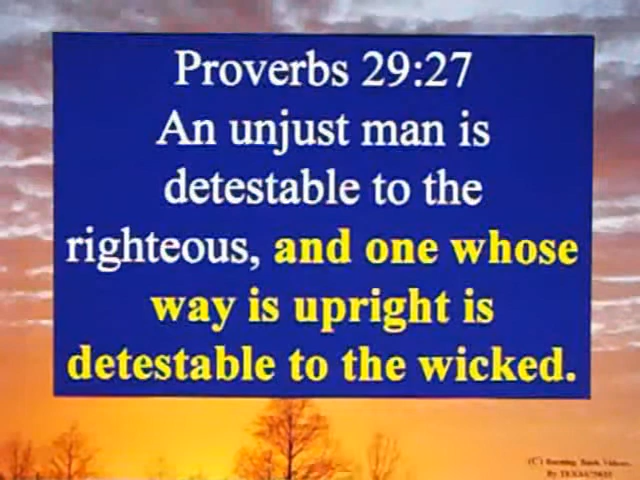 Proverbs 29:27
An unjust man is
detestable to the
righteous, and one whose
way is upright is
detestable to the wicked.